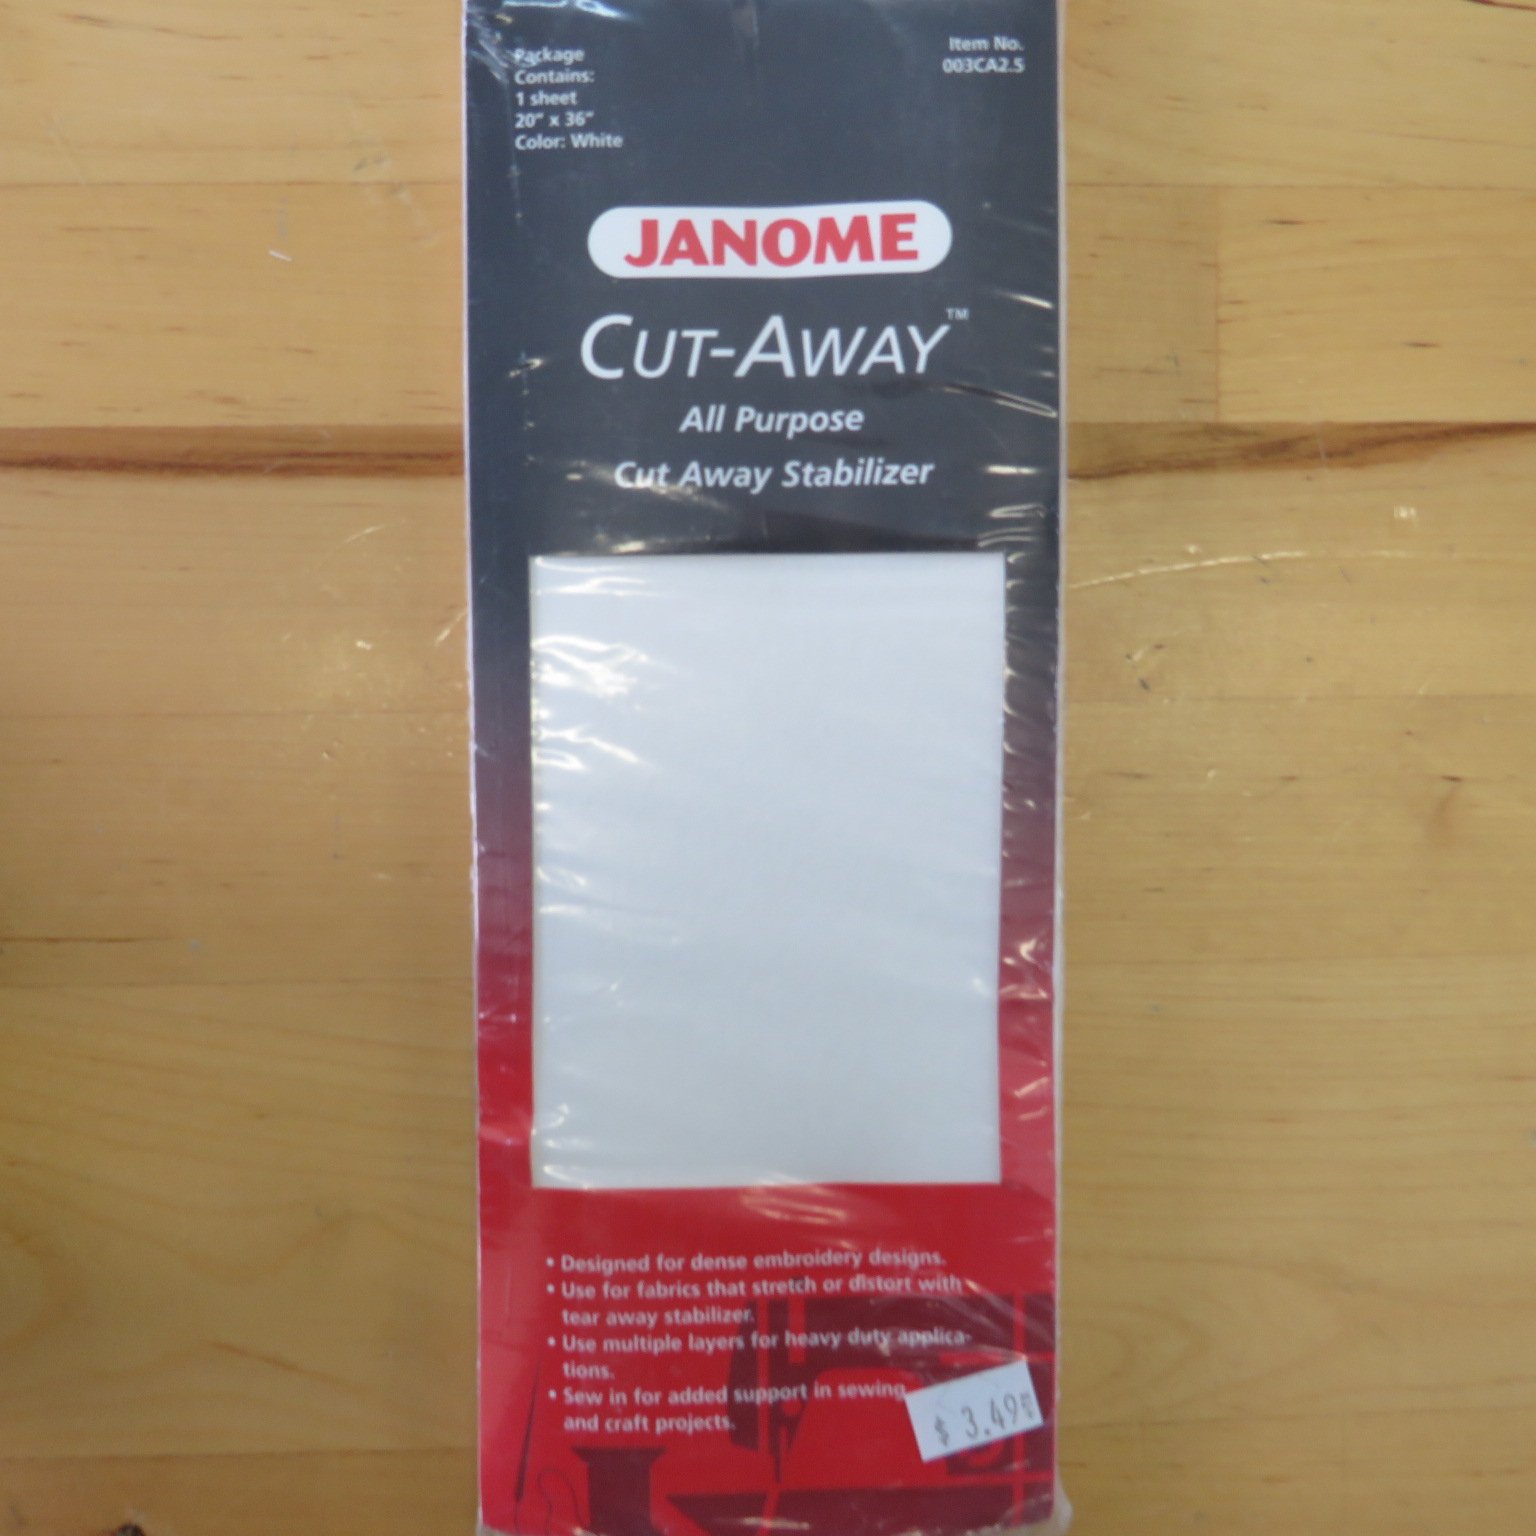 Package
Contains:
1 sheet
20" x 36"
Color: White
Item No.
003CA2.5
JANOME
CUT-AWAY™
All Purpose
Cut Away Stabilizer
• Designed for dense embroidery designs.
• Use for fabrics that stretch or distort with
tear away stabilizer.
• Use multiple layers for heavy duty applica-
tions.
• Sew in for added support in sewing
and craft projects.
$ 3.49